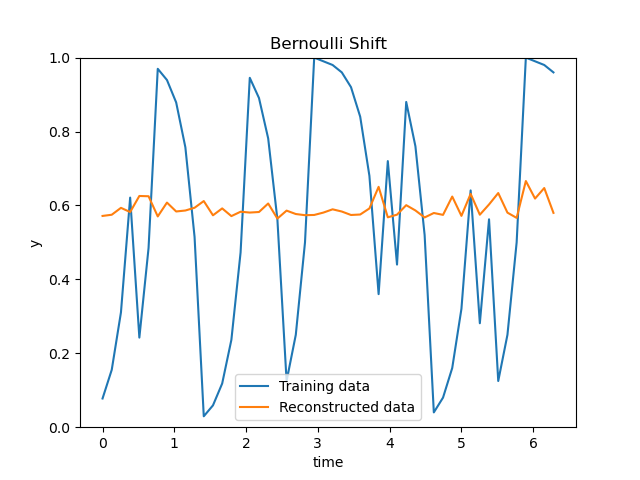 Bernoulli Shift
1.0
0.8
0.6
0.4
0.2
0.0
y
Training data
Reconstructed data
0 1 2 3 4 5 6
time